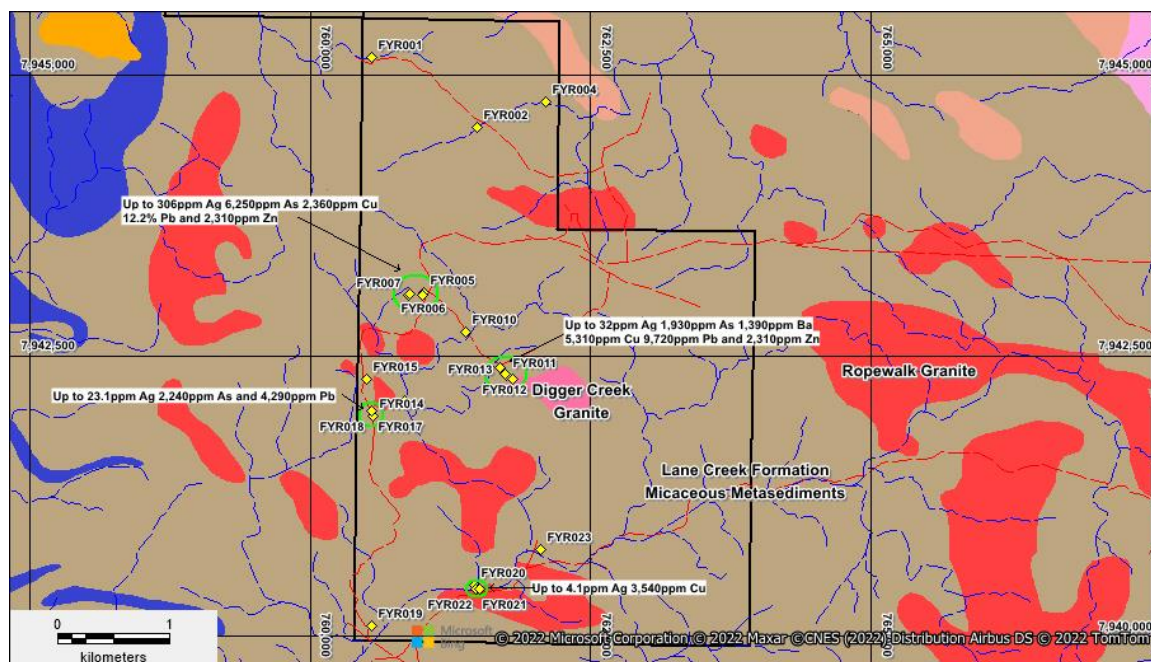 760,000
762,500
765,000
FYR001
7,945,000
7,945,000
FYR004
FYR002
Up to 306ppm Ag 6,250ppm As 2,360ppm Cu
12.2% Pb and 2,310ppm Zn
FYR007
FYR005
FYR006
FYR010
Up to 32ppm Ag 1,930ppm As 1,390ppm Ba
5,310ppm Cu 9,720ppm Pb and 2,310ppm Zn
7,942,500
7,942,500
FYR013
FYR011
FYR015
FYR012
Digger Creek
Granite
Ropewalk Granite
Up to 23.1ppm Ag 2,240ppm As and 4,290ppm Pb
FYR014
FYR018
FYR017
Lane Creek Formation
Micaceous Metasediments
FYR023
FYR020
Up to 4.1ppm Ag 3,540ppm Cu
FYR022
FYR021
FYR019
0
1
kilometers
760,000
762,500
765,000
7,940,000
Microsoft
Bing
© 2022 Microsoft Corporation © 2022 Maxar ©CNES (2022) Distribution Airbus DS © 2022 TomTom